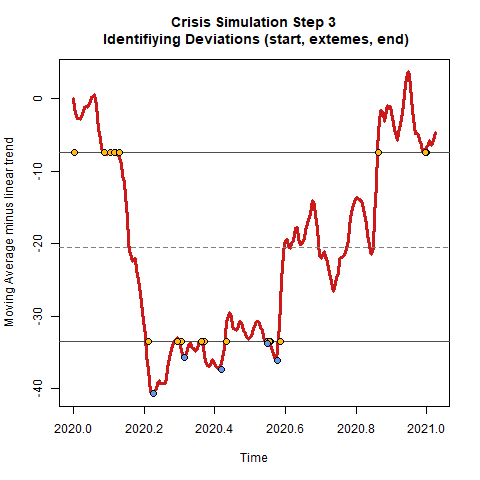 Crisis Simulation Step 3
Identifiying Deviations (start, extemes, end)
Moving Average minus linear trend
0
-10
-20
-30
-40
2020.0 2020.2 2020.4 2020.6 2020.8 2021.0
Time